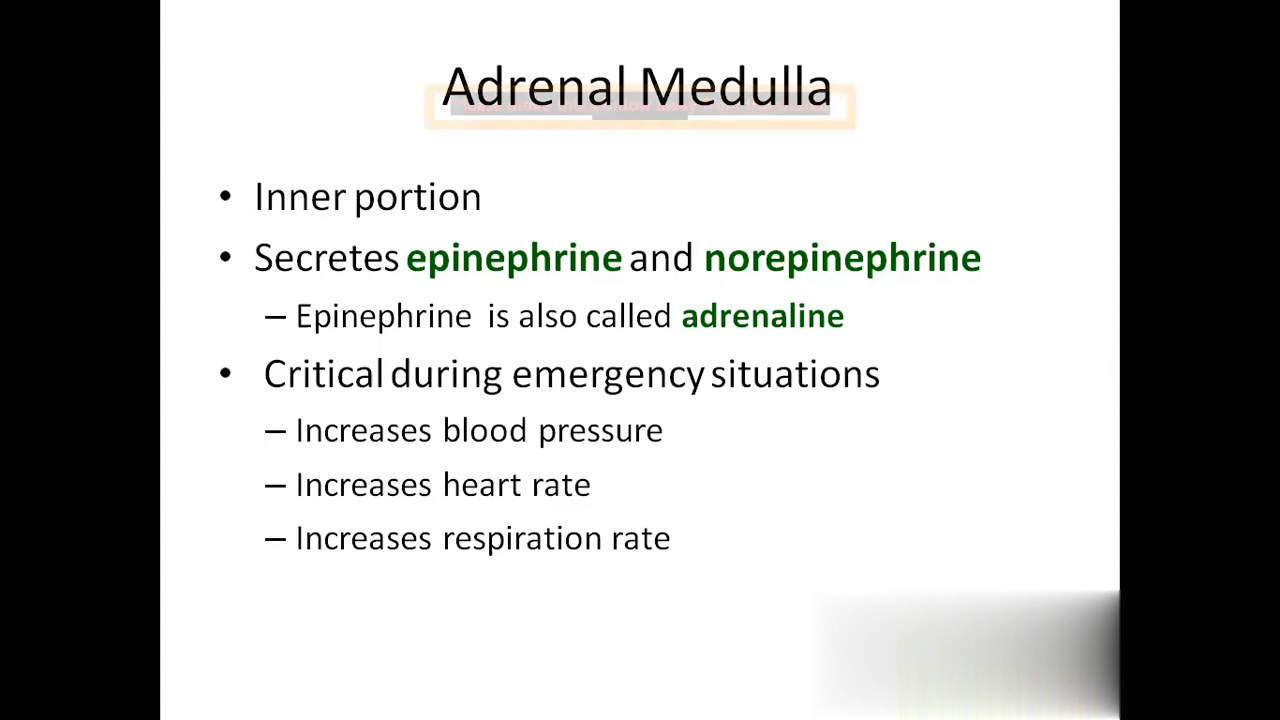 Adrenal Medulla
• Inner portion
• Secretes epinephrine and norepinephrine
– Epinephrine is also called adrenaline
• Critical during emergency situations
– Increases blood pressure
– Increases heart rate
– Increases respiration rate